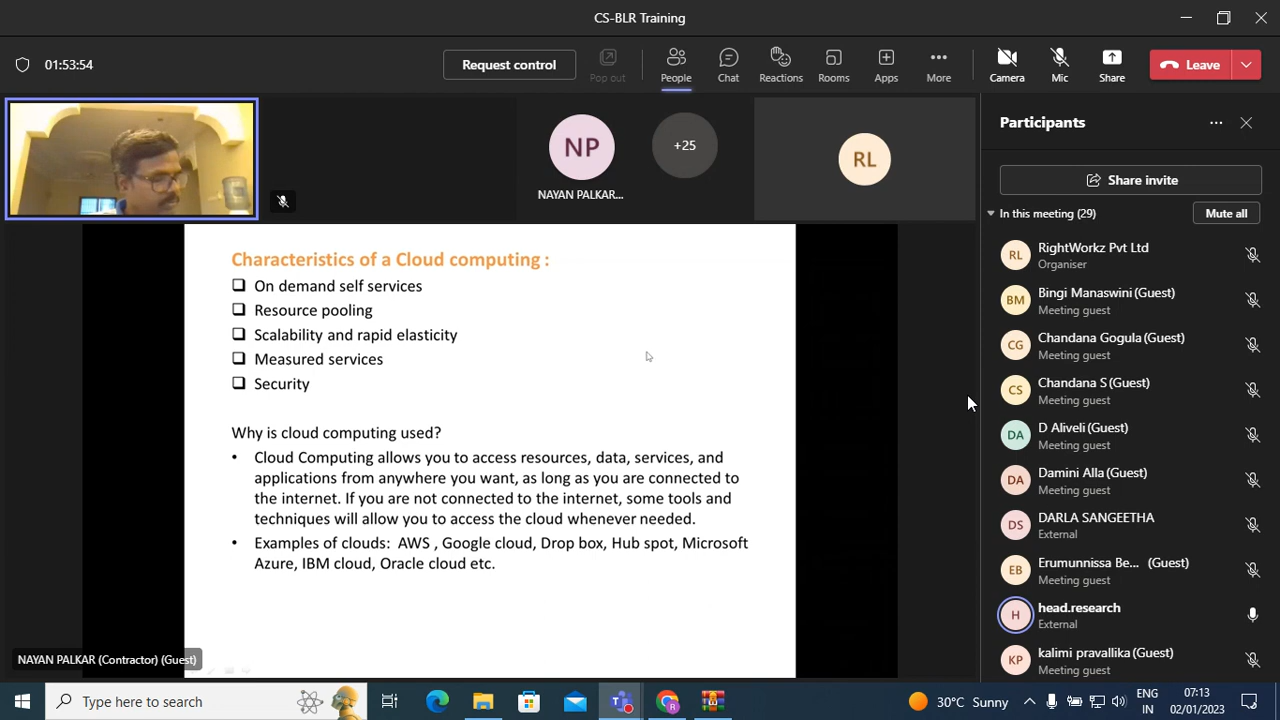 CS-BLR Training
01:53:54
Request control
Pop out
People
Chat
Reactions
Rooms
Apps
More
Camera
Mic
Share
Leave
NP
NAYAN PALKAR...
+25
RL
Participants
Share invite
In this meeting (29)
Mute all
RL
RightWorkz Pvt Ltd
Organiser
BM
Bingi Manaswini (Guest)
Meeting guest
CG
Chandana Gogula (Guest)
Meeting guest
CS
Chandana S (Guest)
Meeting guest
DA
D Aliveli (Guest)
Meeting guest
DA
Damini Alla (Guest)
Meeting guest
DS
DARLA SANGEETHA
External
EB
Erumunnissa Be... (Guest)
Meeting guest
H
head.research
External
KP
kalimi pravallika (Guest)
Meeting guest
Characteristics of a Cloud computing :
On demand self services
Resource pooling
Scalability and rapid elasticity
Measured services
Security
Why is cloud computing used?
• Cloud Computing allows you to access resources, data, services, and
applications from anywhere you want, as long as you are connected to
the internet. If you are not connected to the internet, some tools and
techniques will allow you to access the cloud whenever needed.
• Examples of clouds: AWS , Google cloud, Drop box, Hub spot, Microsoft
Azure, IBM cloud, Oracle cloud etc.
NAYAN PALKAR (Contractor) (Guest)
Type here to search
30°C Sunny
ENG
IN
07:13
02/01/2023